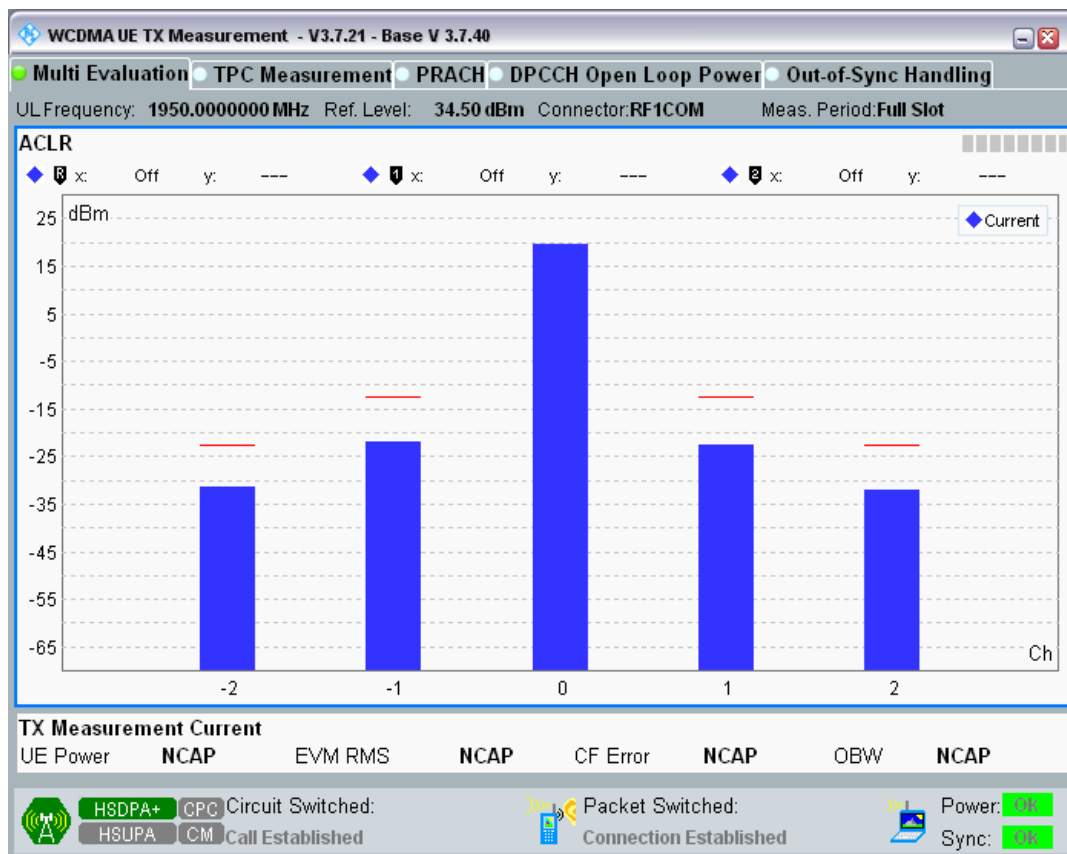 WCDMA UE TX Measurement - V3.7.21 - Base V 3.7.40
Multi Evaluation TPC Measurement PRACH DPCCH Open Loop Power Out-of-Sync Handling
UL Frequency: 1950.0000000 MHz Ref. Level: 34.50 dBm Connector:RF1COM Meas. Period:Full Slot
ACLR
R x: Off y: --- 1 x: Off y: --- 2 x: Off y: ---
dBm
Current
25
15
5
-5
-15
-25
-35
-45
-55
-65
Ch
-2 -1 0 1 2
TX Measurement Current
UE Power NCAP EVM RMS NCAP CF Error NCAP OBW NCAP
HSDPA+ CPC Circuit Switched: Packet Switched: Power: Ok
HSUPA CM Call Established Connection Established Sync: Ok